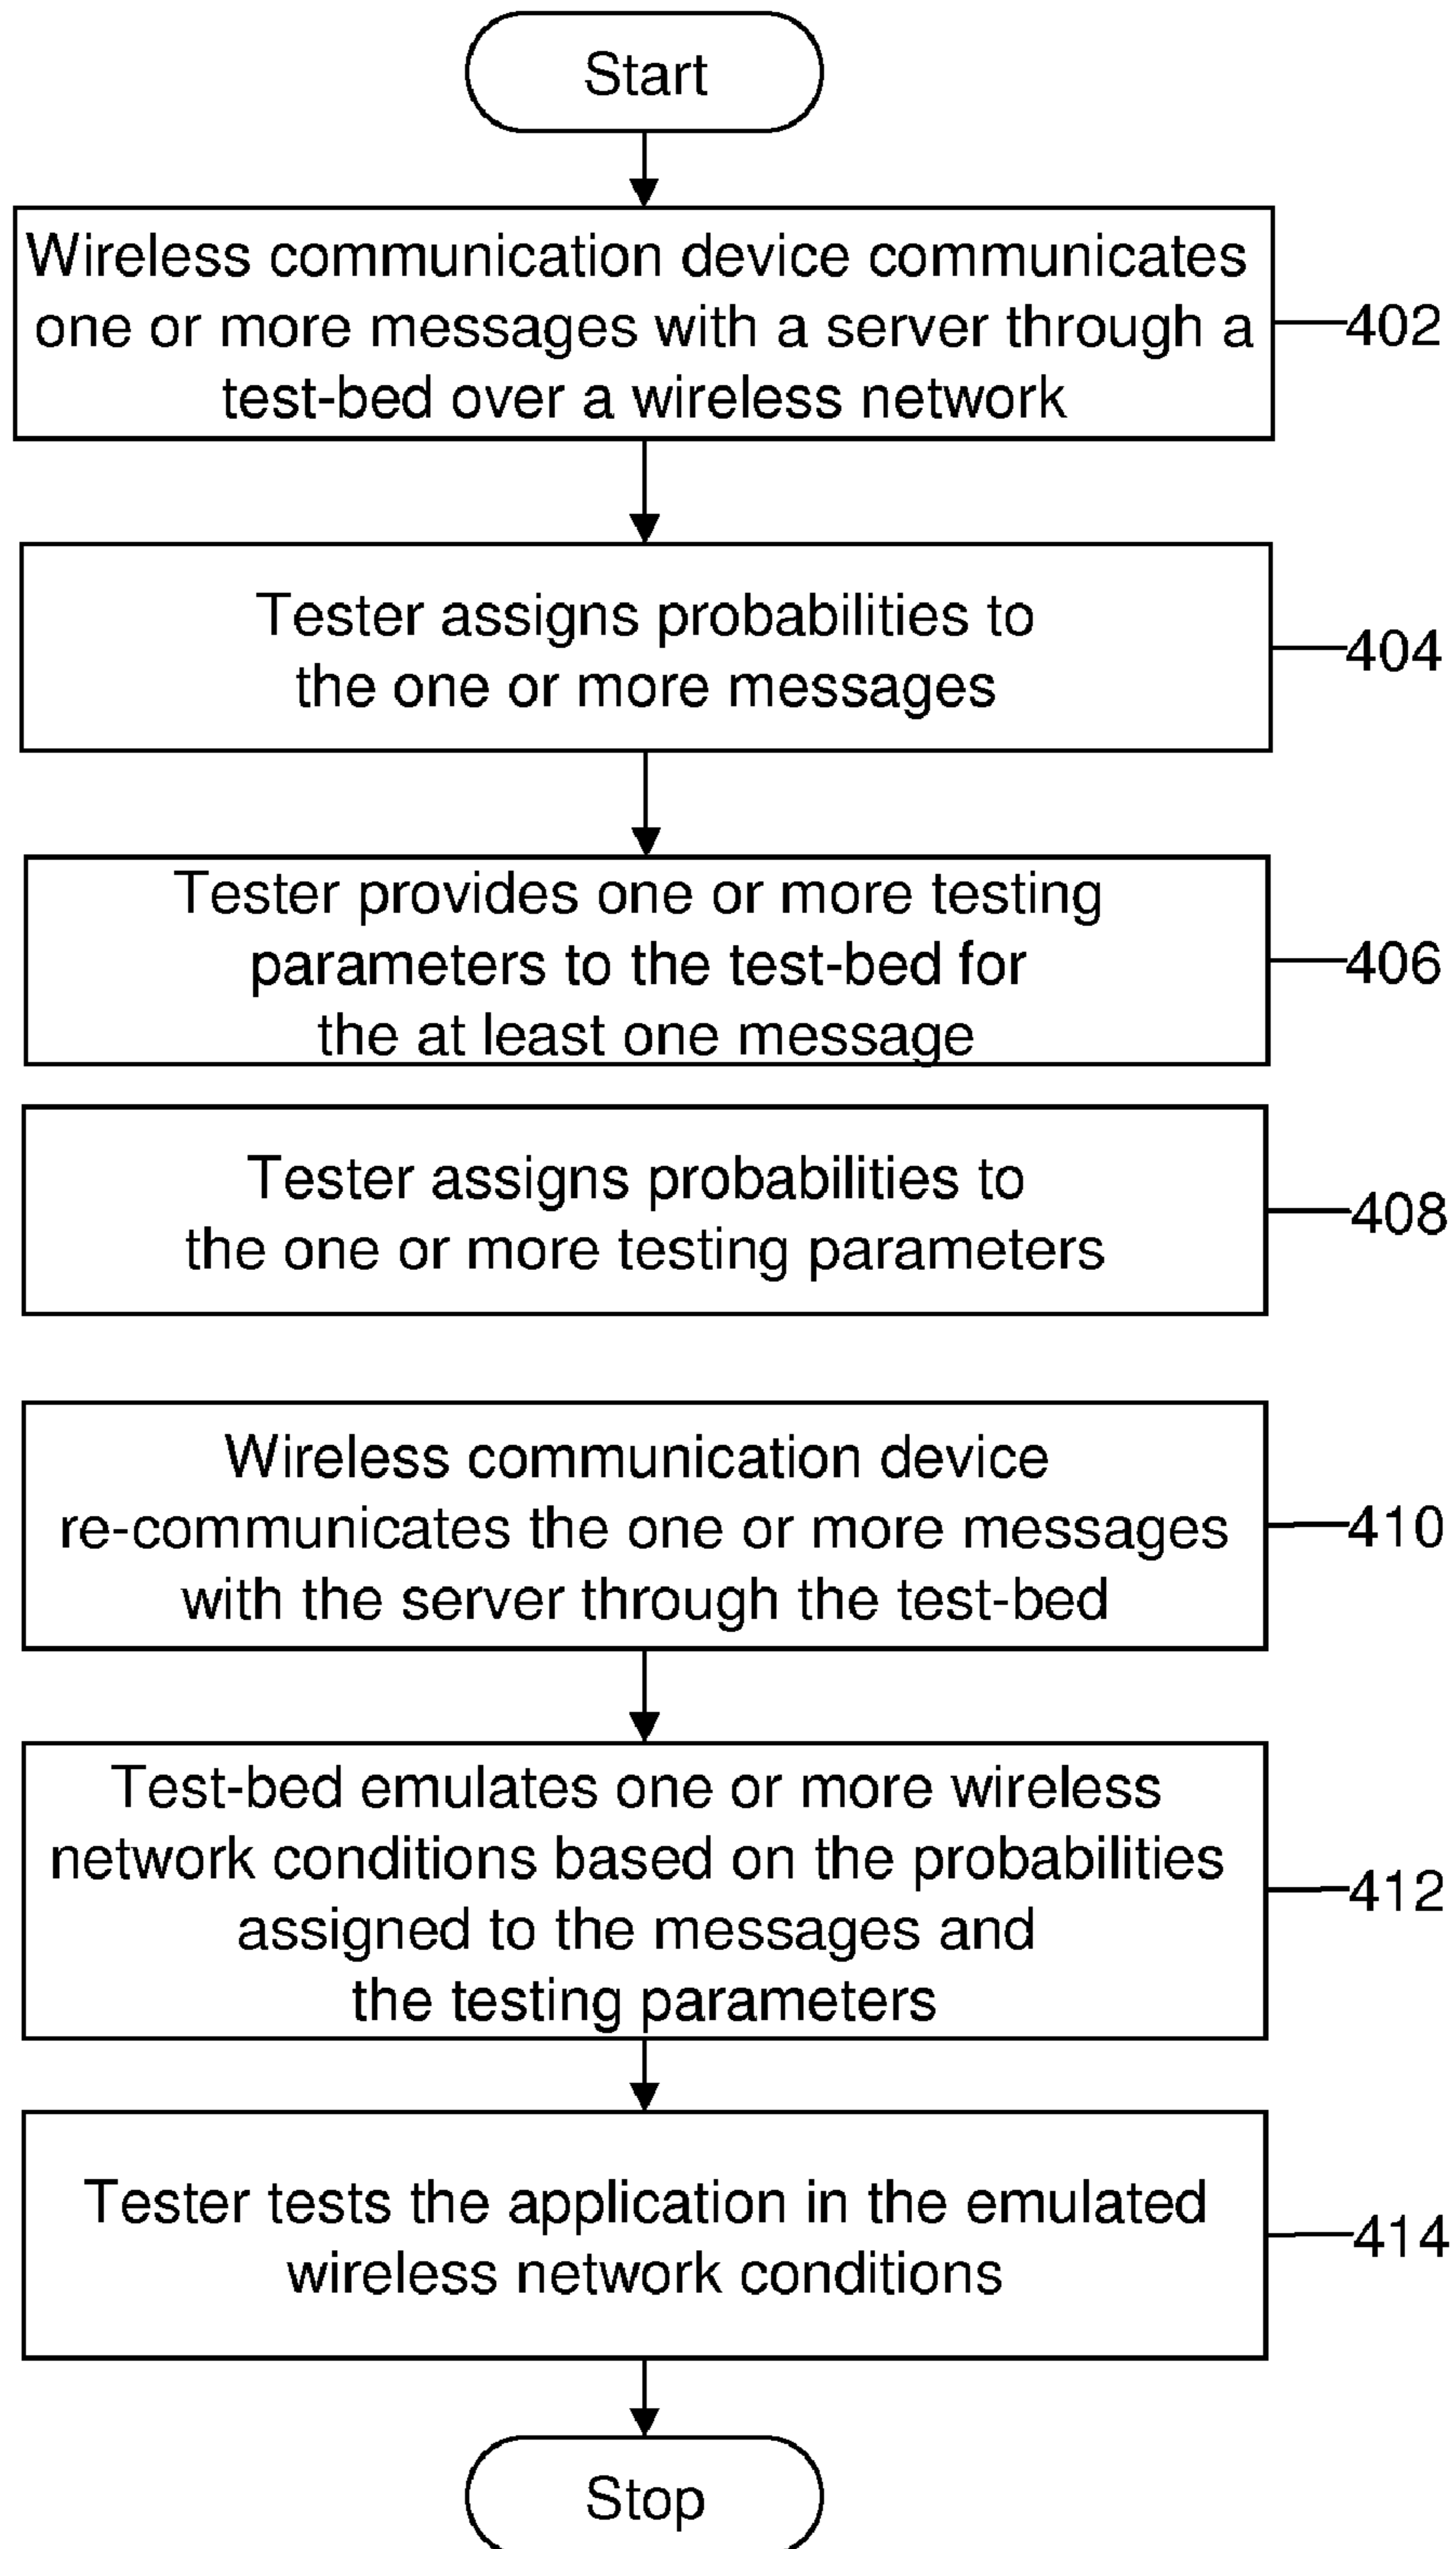 Start
Wireless communication device communicates
one or more messages with a server through a
test-bed over a wireless network
402
Tester assigns probabilities to
the one or more messages
404
Tester provides one or more testing
parameters to the test-bed for
the at least one message
406
Tester assigns probabilities to
the one or more testing parameters
408
Wireless communication device
re-communicates the one or more messages
with the server through the test-bed
410
Test-bed emulates one or more wireless
network conditions based on the probabilities
assigned to the messages and
the testing parameters
412
Tester tests the application in the emulated
wireless network conditions
414
Stop